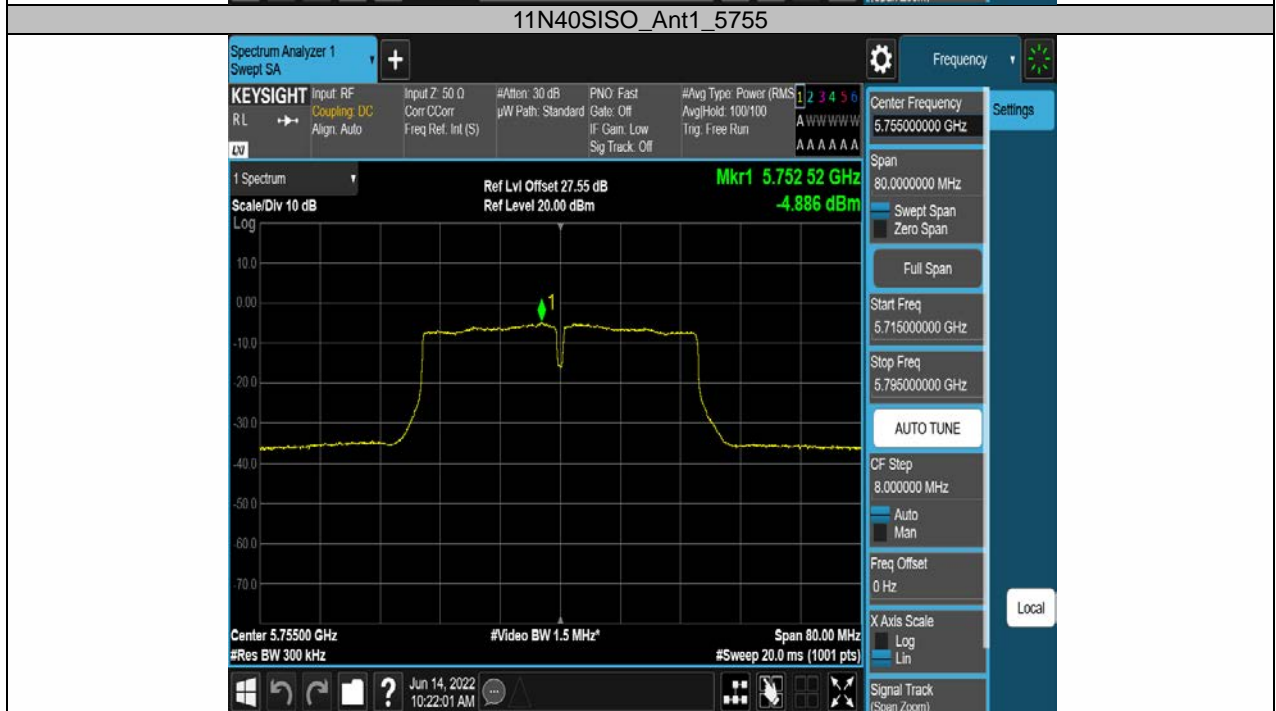 11N40SISO_Ant1_5755
Spectrum Analyzer 1
Swept SA
Frequency
KEYSIGHT
RL
LXI
Input: RF
Coupling: DC
Align: Auto
Input Z: 50 Ω
Corr CCorr
Freq Ref: Int (S)
#Atten: 30 dB
µW Path: Standard
PNO: Fast
Gate: Off
IF Gain: Low
Sig Track: Off
#Avg Type: Power (RMS
Avg|Hold: 100/100
Trig: Free Run
1 2 3 4 5 6
A W W W W W
A A A A A A
1 Spectrum
Scale/Div 10 dB
Log
Ref Lvl Offset 27.55 dB
Ref Level 20.00 dBm
Mkr1 5.752 52 GHz
-4.886 dBm
10.0
0.00
-10.0
-20.0
-30.0
-40.0
-50.0
-60.0
-70.0
1
Center 5.75500 GHz
#Res BW 300 kHz
#Video BW 1.5 MHz*
Span 80.00 MHz
#Sweep 20.0 ms (1001 pts)
Jun 14, 2022
10:22:01 AM
Center Frequency
5.755000000 GHz
Settings
Span
80.0000000 MHz
Swept Span
Zero Span
Full Span
Start Freq
5.715000000 GHz
Stop Freq
5.795000000 GHz
AUTO TUNE
CF Step
8.000000 MHz
Auto
Man
Freq Offset
0 Hz
X Axis Scale
Log
Lin
Local
Signal Track
(Span Zoom)